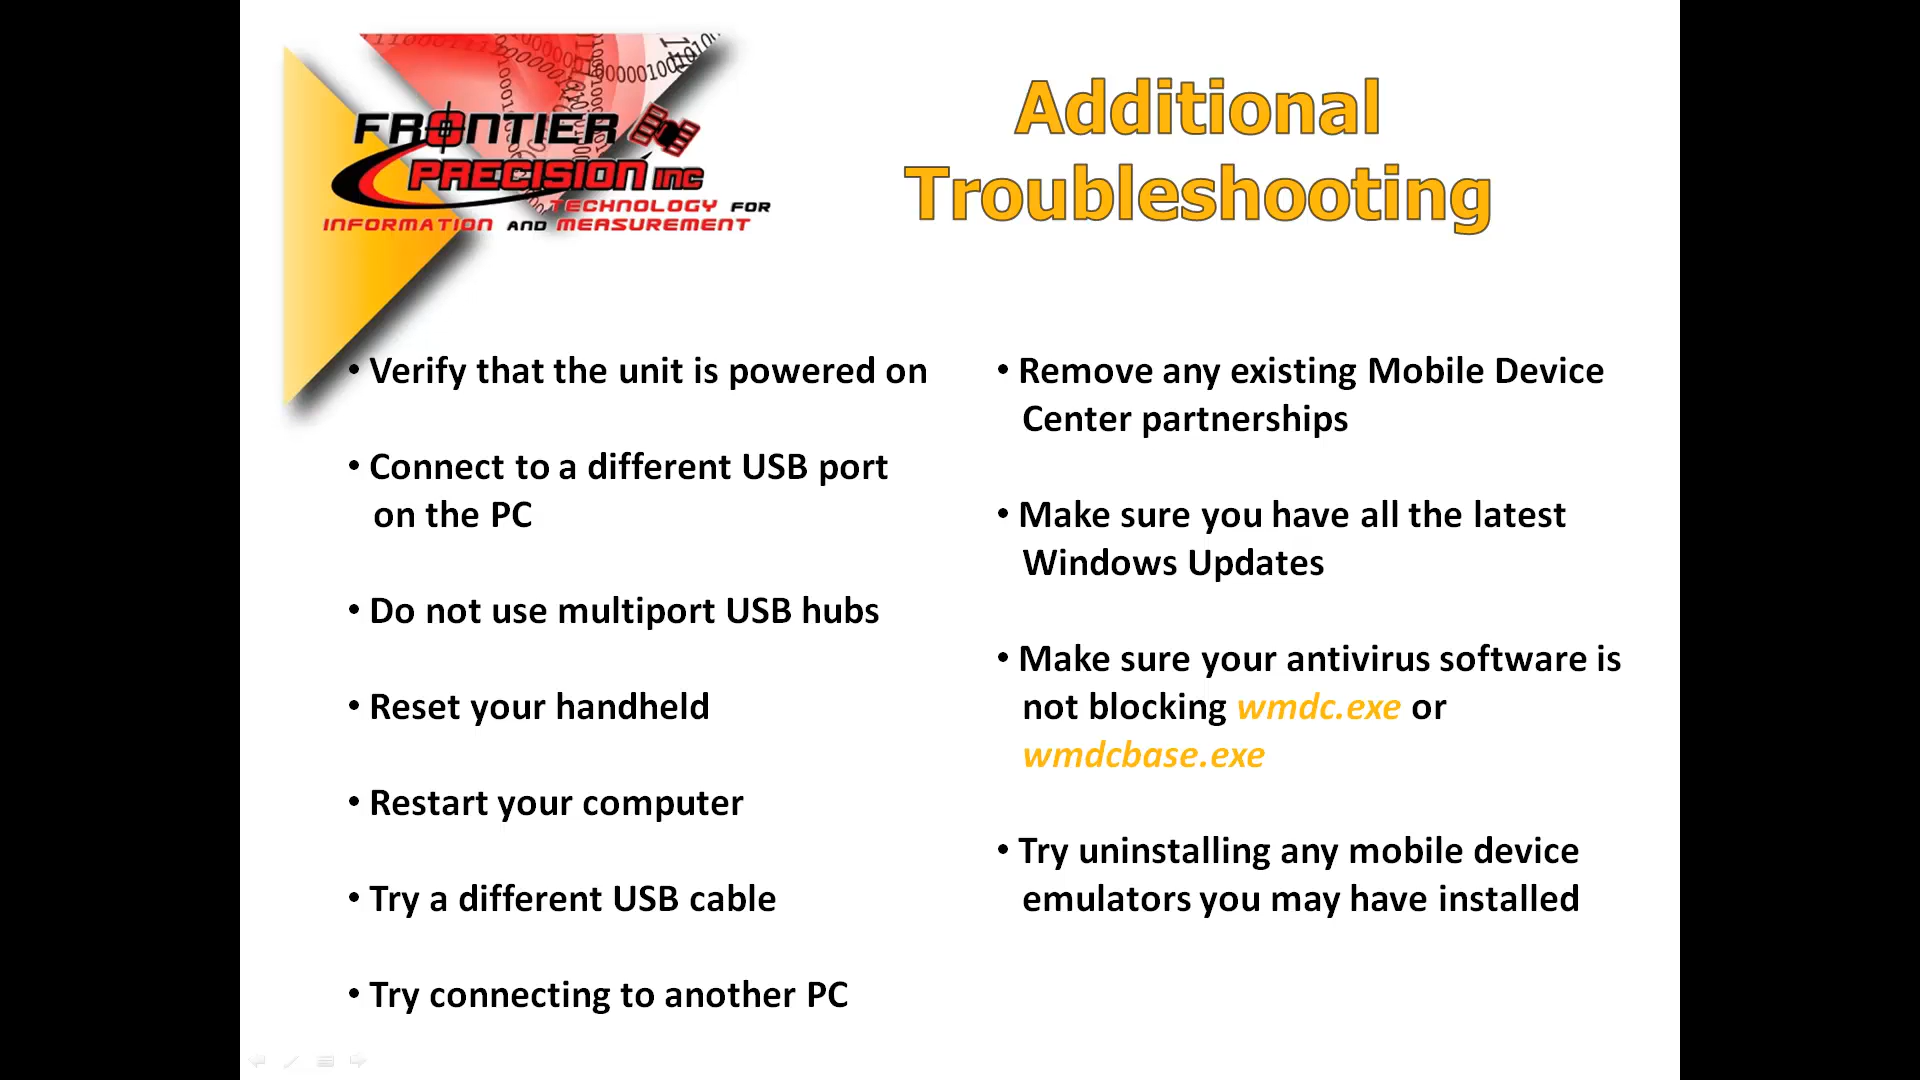 FRONTIER
PRECISION INC
TECHNOLOGY FOR
INFORMATION AND MEASUREMENT
Additional
Troubleshooting
• Verify that the unit is powered on
• Connect to a different USB port
on the PC
• Do not use multiport USB hubs
• Reset your handheld
• Restart your computer
• Try a different USB cable
• Try connecting to another PC
• Remove any existing Mobile Device
Center partnerships
• Make sure you have all the latest
Windows Updates
• Make sure your antivirus software is
not blocking wmdc.exe or
wmdcbase.exe
• Try uninstalling any mobile device
emulators you may have installed